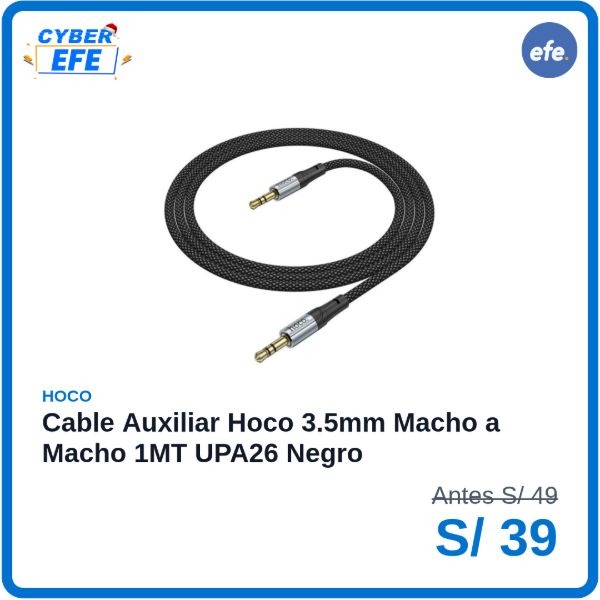 CYBER
EFE
efe.
HOCO
Cable Auxiliar Hoco 3.5mm Macho a
Macho 1MT UPA26 Negro
Antes S/ 49
S/ 39